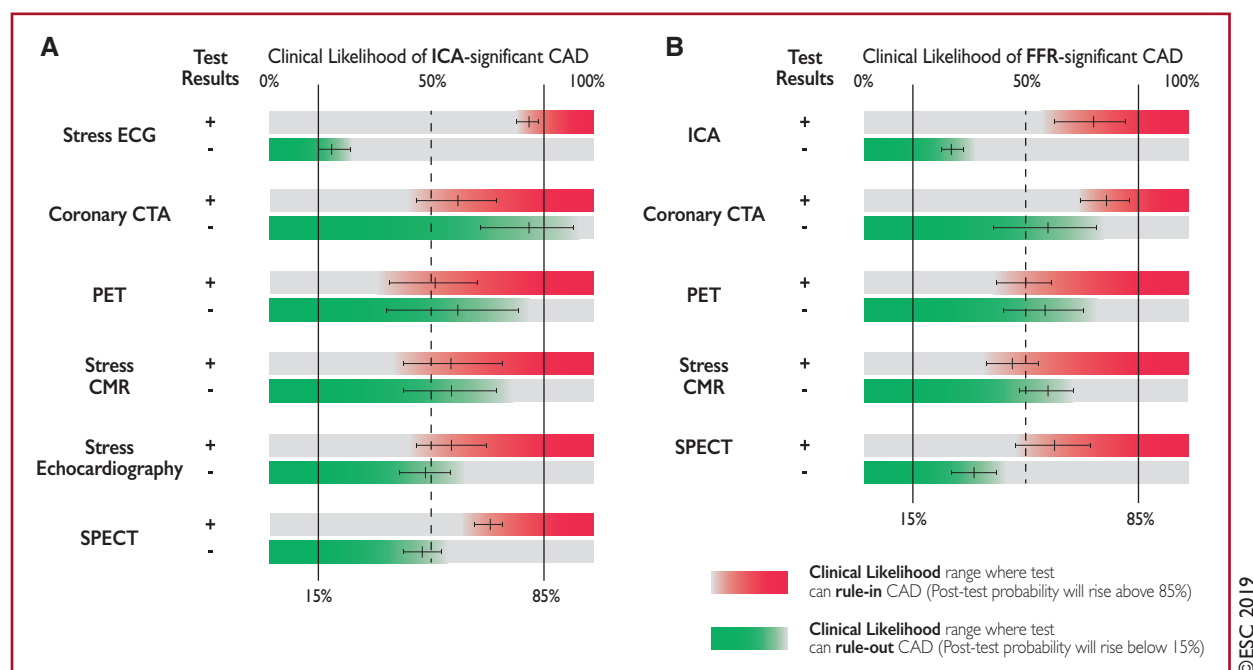 A
Test
Results
Clinical Likelihood of ICA-significant CAD
0% 50% 100%
Stress ECG
+
-
Coronary CTA
+
-
PET
+
-
Stress
CMR
+
-
Stress
Echocardiography
+
-
SPECT
+
-
15% 85%
B
Test
Results
Clinical Likelihood of FFR-significant CAD
0% 50% 100%
ICA
+
-
Coronary CTA
+
-
PET
+
-
Stress
CMR
+
-
SPECT
+
-
15% 85%
Clinical Likelihood range where test
can rule-in CAD (Post-test probability will rise above 85%)
Clinical Likelihood range where test
can rule-out CAD (Post-test probability will rise below 15%)
©ESC 2019